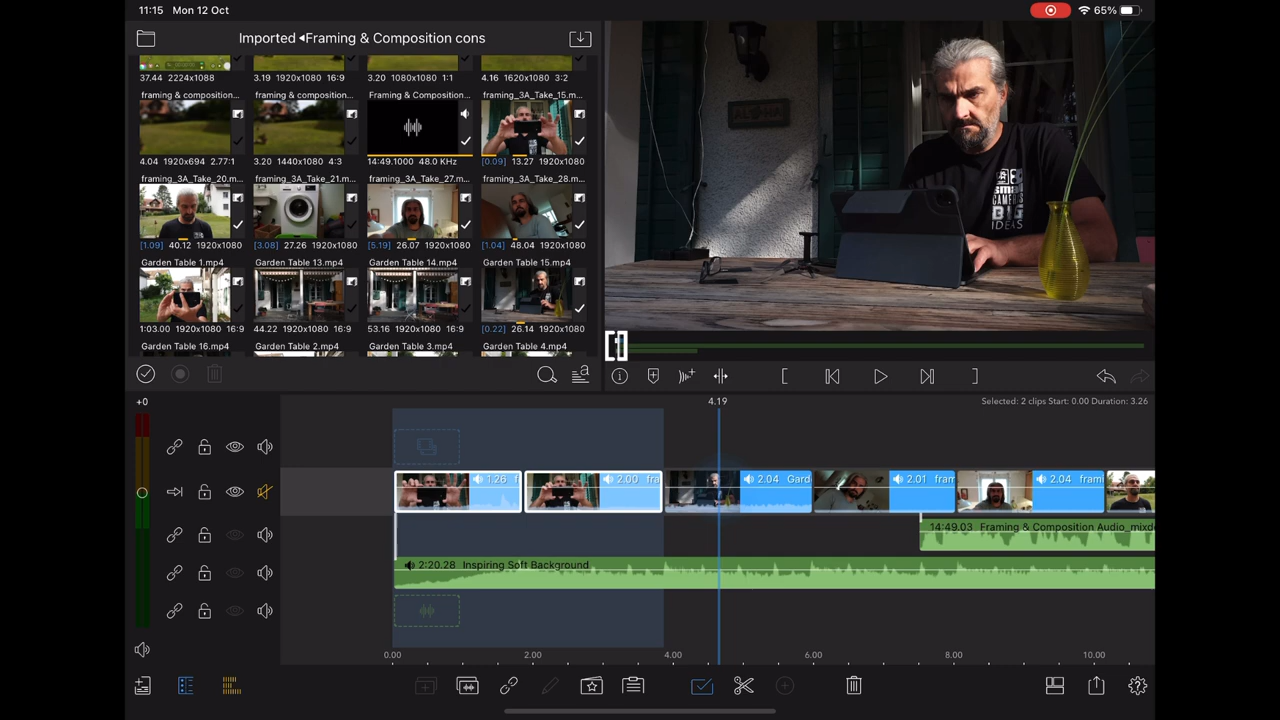 11:15 Mon 12 Oct
65%
Imported ◂Framing & Composition cons
37.44 2224x1088
3.19 1920x1080 16:9
3.20 1080x1080 1:1
4.16 1620x1080 3:2
framing & composition...
framing & composition...
Framing & Composition...
framing_3A_Take_15.m...
4.04 1920x694 2.77:1
3.20 1440x1080 4:3
14:49.1000 48.0 KHz
[0.09] 13.27 1920x1080
framing_3A_Take_20.m...
framing_3A_Take_21.m...
framing_3A_Take_27.m...
framing_3A_Take_28.m...
[1.09] 40.12 1920x1080
[3.08] 27.26 1920x1080
[5.19] 26.07 1920x1080
[1.04] 48.04 1920x1080
Garden Table 1.mp4
Garden Table 13.mp4
Garden Table 14.mp4
Garden Table 15.mp4
1:03.00 1920x1080 16:9
44.22 1920x1080 16:9
53.16 1920x1080 16:9
[0.22] 26.14 1920x1080
Garden Table 16.mp4
Garden Table 2.mp4
Garden Table 3.mp4
Garden Table 4.mp4
ALOHA
small
CAMERAS
BIG
IDEAS
+0
4.19
Selected: 2 clips Start: 0.00 Duration: 3.26
1.26 f
2.00 fra
2.04 Gard
2.01 fram
2.04 frami
14:49.03 Framing & Composition Audio_mixdo
2:20.28 Inspiring Soft Background
0.00 2.00 4.00 6.00 8.00 10.00